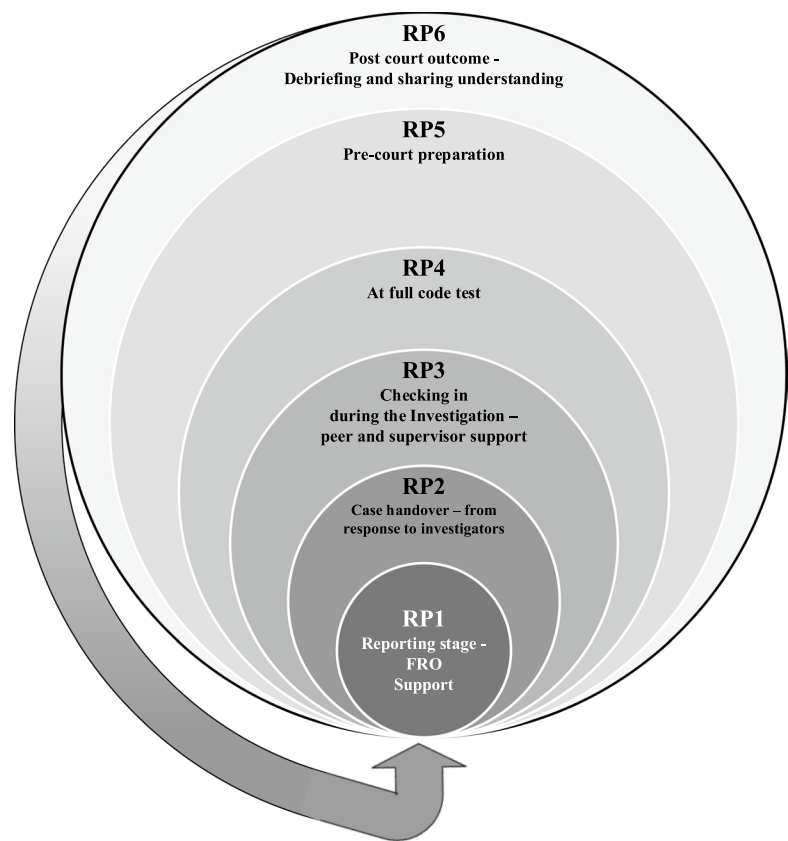 RP6
Post court outcome -
Debriefing and sharing understanding
RP5
Pre-court preparation
RP4
At full code test
RP3
Checking in
during the Investigation –
peer and supervisor support
RP2
Case handover – from
response to investigators
RP1
Reporting stage -
FRO
Support